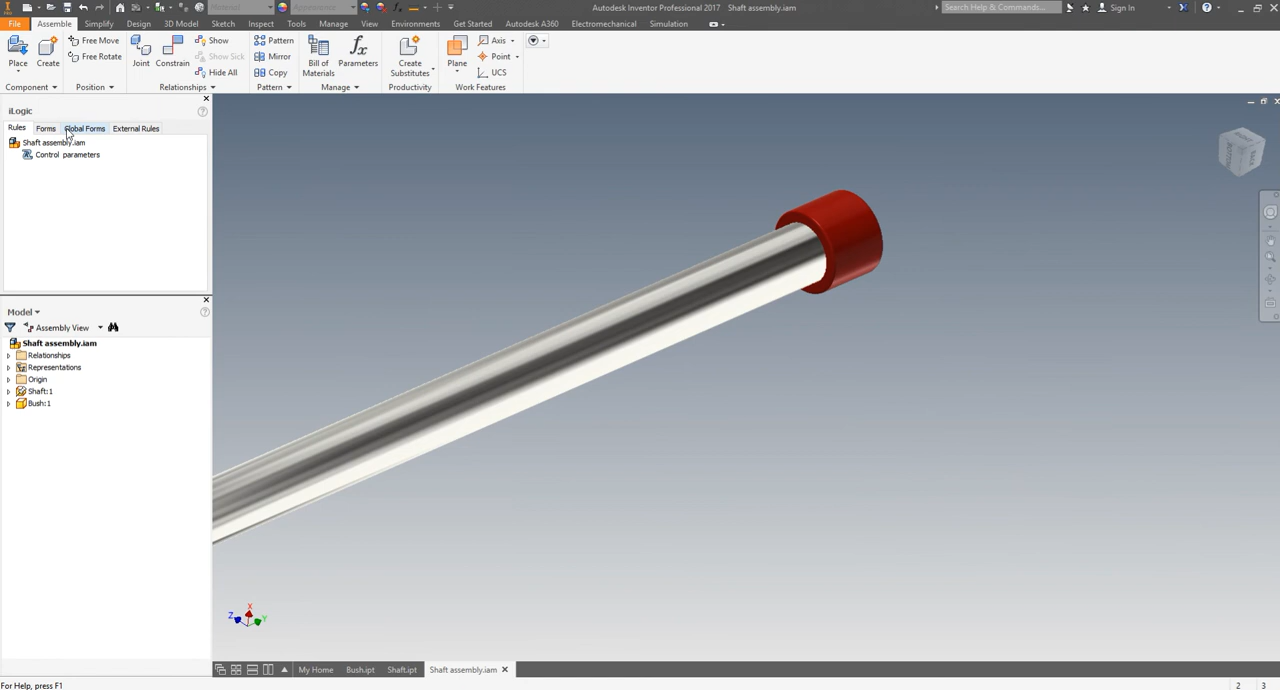 Material
Appearance
Autodesk Inventor Professional 2017 Shaft assembly.iam
Search Help & Commands...
Sign In
File Assemble Simplify Design 3D Model Sketch Inspect Tools Manage View Environments Get Started Autodesk A360 Electromechanical Simulation
Place
Create
Free Move
Free Rotate
Joint
Constrain
Show
Show Sick
Hide All
Pattern
Mirror
Copy
Bill of
Materials
fx
Parameters
Create
Substitutes
Plane
Axis
Point
UCS
Component Position Relationships Pattern Manage Productivity Work Features
iLogic
Rules Forms Global Forms External Rules
Shaft assembly.iam
Control parameters
Model
Assembly View
Shaft assembly.iam
Relationships
Representations
Origin
Shaft:1
Bush:1
FRONT
BOTTOM
X
Z
Y
My Home Bush.ipt Shaft.ipt Shaft assembly.iam
For Help, press F1
2 3